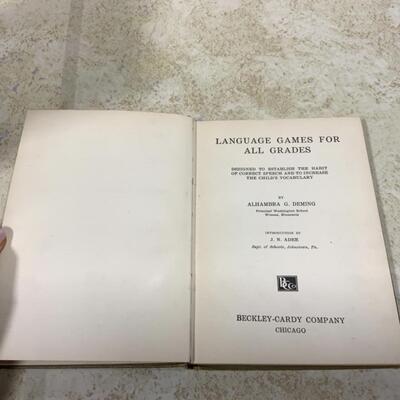 LANGUAGE GAMES FOR
ALL GRADES
DESIGNED TO ESTABLISH THE HABIT
OF CORRECT SPEECH AND TO INCREASE
THE CHILD'S VOCABULARY
BY
ALHAMBRA G. DEMING
Principal Washington School
Winona, Minnesota
INTRODUCTION BY
J. N. ADEE
Supt. of Schools, Johnstown, Pa.
B-C
Co
BECKLEY-CARDY COMPANY
CHICAGO